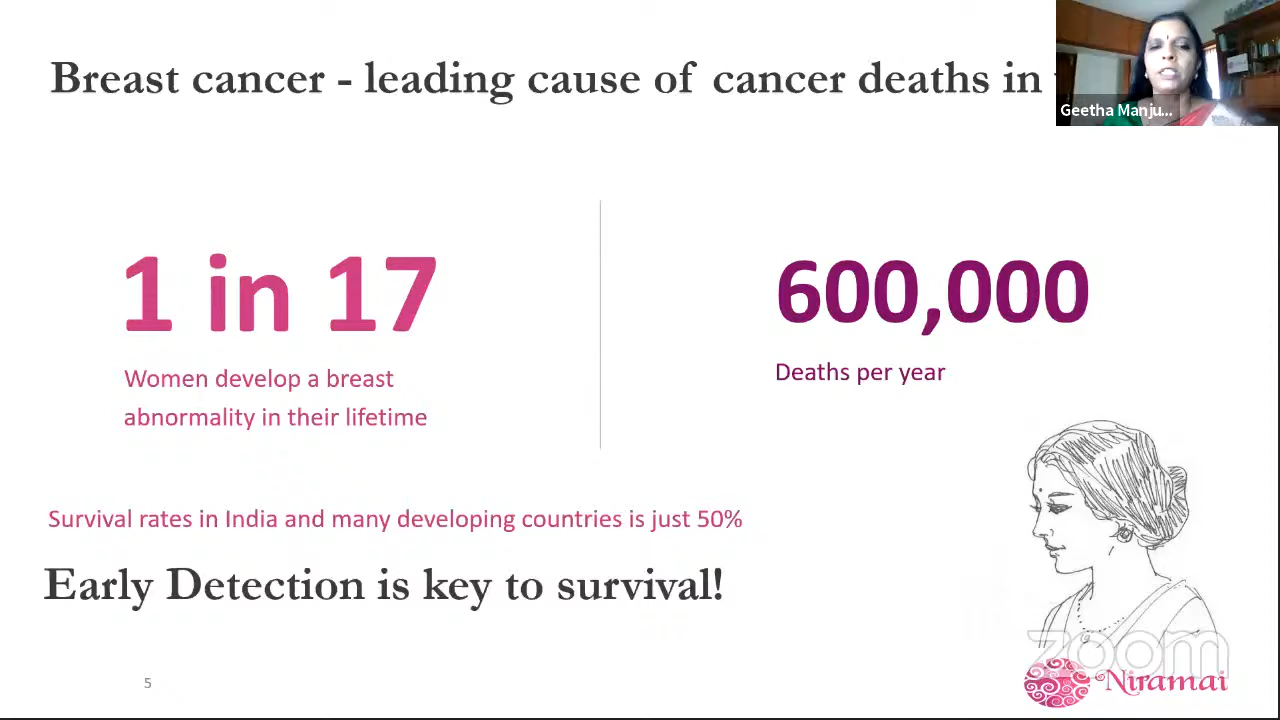 Breast cancer - leading cause of cancer deaths in
Geetha Manju...
1 in 17
Women develop a breast
abnormality in their lifetime
600,000
Deaths per year
Survival rates in India and many developing countries is just 50%
Early Detection is key to survival!
zoom
Niramai
5